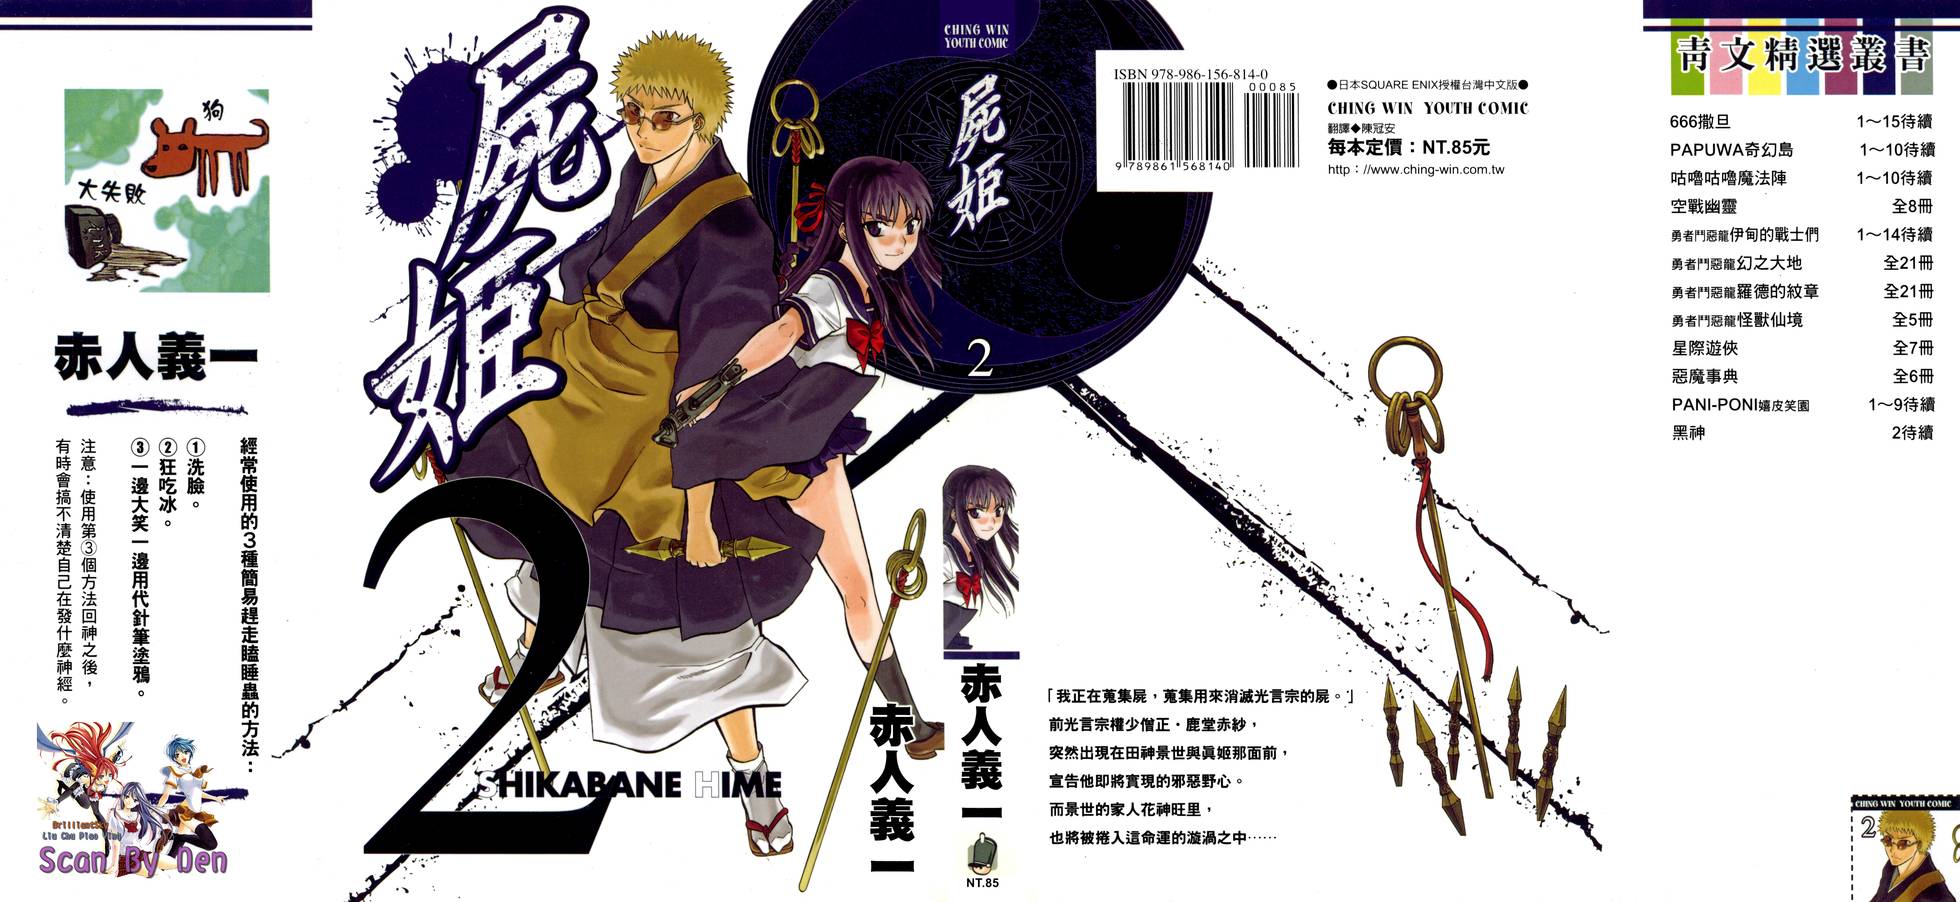 狗
大失敗
INK
赤人義一
經常使用的3種簡易趕走瞌睡蟲的方法：
①洗臉。
②狂吃冰。
③一邊大笑一邊用代針筆塗鴉。
注意：使用第③個方法回神之後，
有時會搞不清楚自己在發什麼神經。
BrilliantSky
Liu Chu Piao Ying
Scan By Den
屍姬
2
SHIKABANE HIME
赤人義一
CHING WIN
YOUTH COMIC
屍姬
2
赤人義一
NT.85
ISBN 978-986-156-814-0
00085
9 789861 568140
●日本SQUARE ENIX授權台灣中文版●
CHING WIN YOUTH COMIC
翻譯◆陳冠安
每本定價：NT.85元
http：//www.ching-win.com.tw
「我正在蒐集屍，蒐集用來消滅光言宗的屍。」
前光言宗權少僧正・鹿堂赤紗，
突然出現在田神景世與眞姬那面前，
宣告他即將實現的邪惡野心。
而景世的家人花神旺里，
也將被捲入這命運的漩渦之中……
青文精選叢書
666撒旦 1～15待續
PAPUWA奇幻島 1～10待續
咕嚕咕嚕魔法陣 1～10待續
空戰幽靈 全8冊
勇者鬥惡龍伊甸的戰士們 1～14待續
勇者鬥惡龍幻之大地 全21冊
勇者鬥惡龍羅德的紋章 全21冊
勇者鬥惡龍怪獸仙境 全5冊
星際遊俠 全7冊
惡魔事典 全6冊
PANI-PONI嬉皮笑園 1～9待續
黑神 2待續
CHING WIN YOUTH COMIC
2